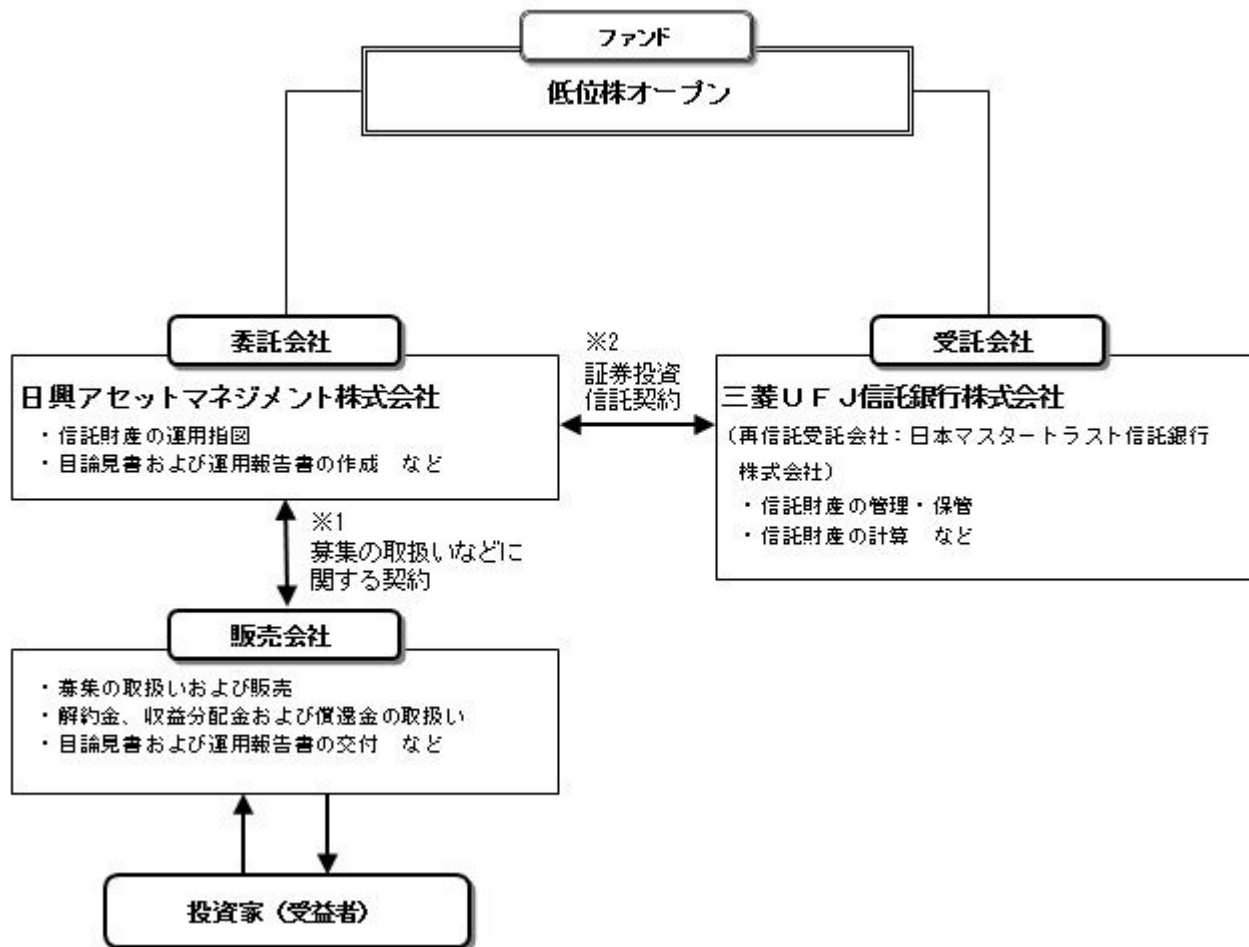 ファンド
低位株オープン
委託会社
日興アセットマネジメント株式会社
・信託財産の運用指図
・目論見書および運用報告書の作成　など
※2
証券投資
信託契約
受託会社
三菱ＵＦＪ信託銀行株式会社
（再信託受託会社：日本マスタートラスト信託銀行
株式会社）
・信託財産の管理・保管
・信託財産の計算　など
※1
募集の取扱いなどに
関する契約
販売会社
・募集の取扱いおよび販売
・解約金、収益分配金および償還金の取扱い
・目論見書および運用報告書の交付　など
投資家（受益者）